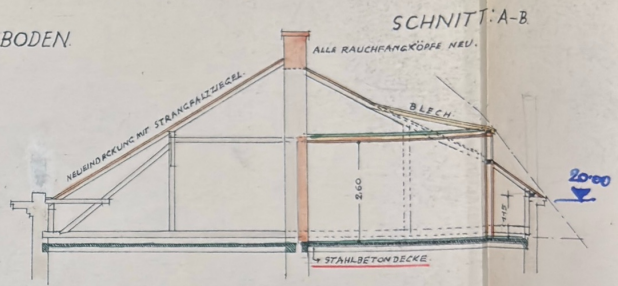 BODEN.
SCHNITT: A-B.
ALLE RAUCHFANGKÖPFE NEU.
NEUEINDECKUNG MIT STRANGFALZZIEGEL.
BLECH
2.60
20.00
STAHLBETONDECKE